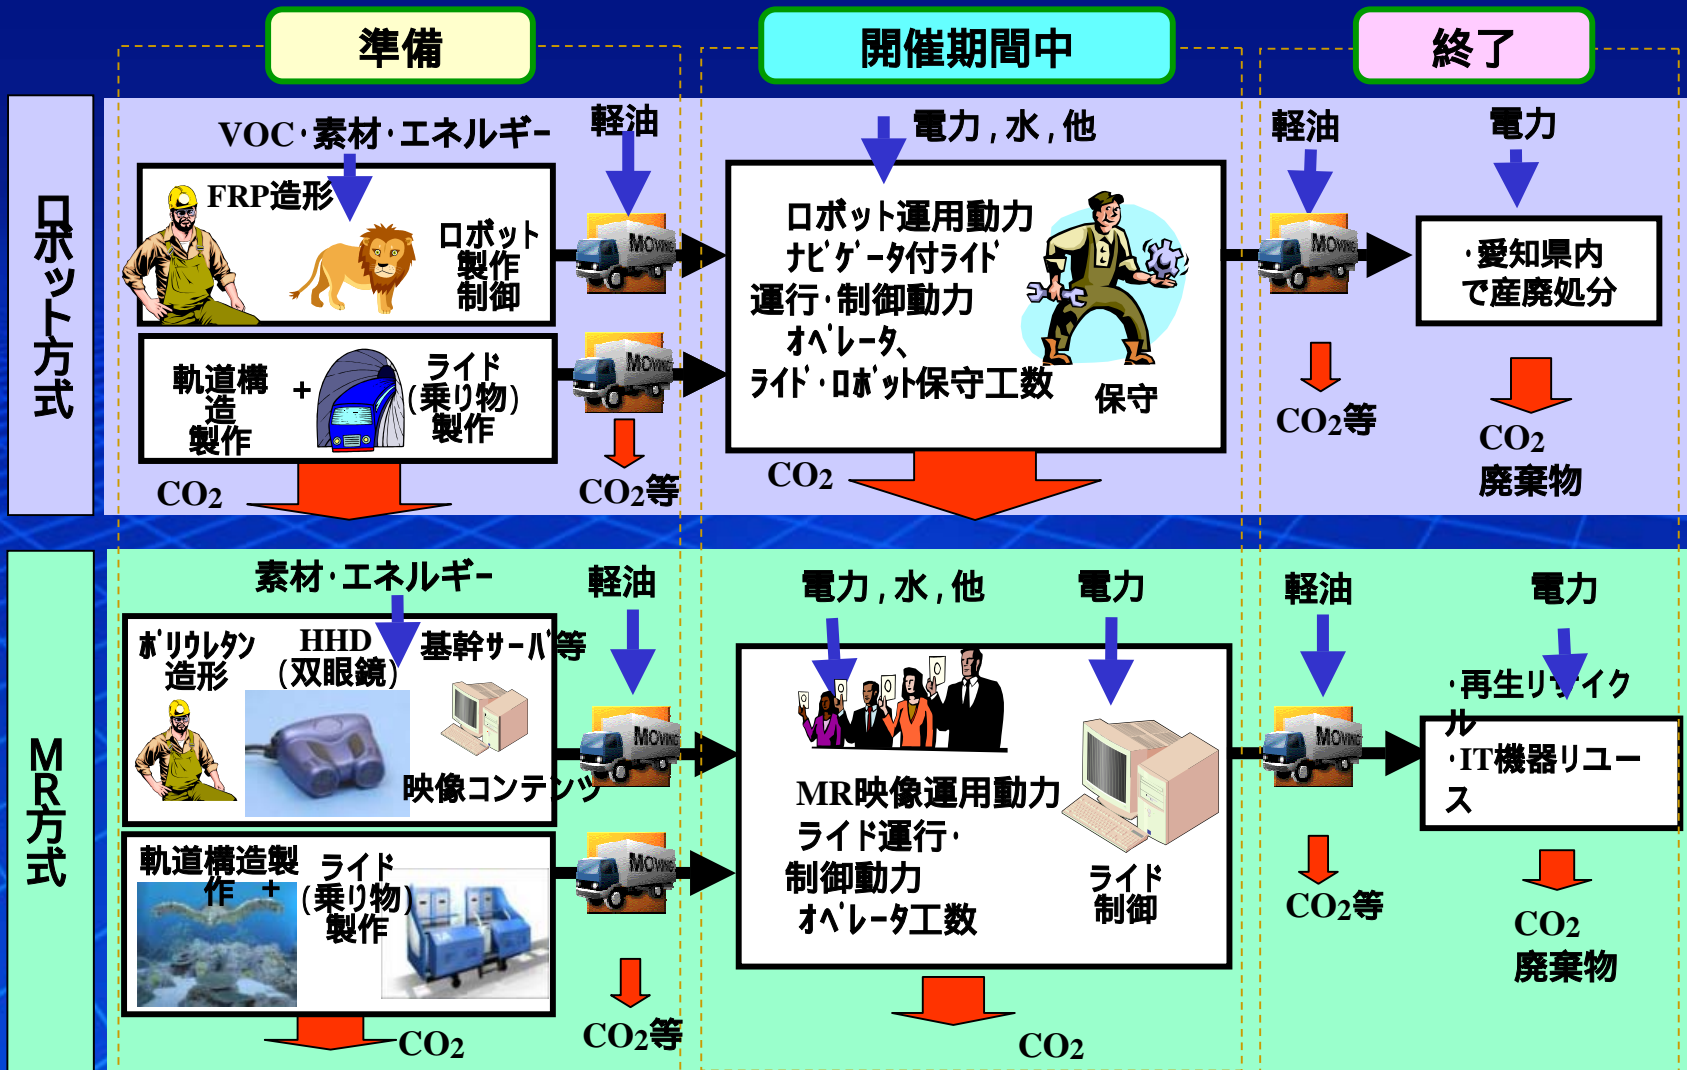 準備
開催期間中
終了
ロボット方式
VOC・素材・エネルギー
軽油
電力,水,他
軽油
電力
FRP造形
ロボット
製作
制御
MOVING
ロボット運用動力
ナビゲータ付ライド
運行・制御動力
オペレータ、
ライド・ロボット保守工数
保守
MOVING
・愛知県内
で産廃処分
軌道構
造
製作
+
ライド
(乗り物)
製作
MOVING
CO2
CO2等
CO2
CO2等
CO2
廃棄物
MR方式
素材・エネルギー
軽油
電力,水,他
電力
軽油
電力
ポリウレタン
造形
HHD
(双眼鏡)
基幹サーバ等
映像コンテンツ
MOVING
MR映像運用動力
ライド運行・
制御動力
オペレータ工数
ライド
制御
MOVING
・再生リサイク
ル
・IT機器リユー
ス
軌道構造製
作
+
ライド
(乗り物)
製作
MOVING
CO2
CO2等
CO2
CO2等
CO2
廃棄物